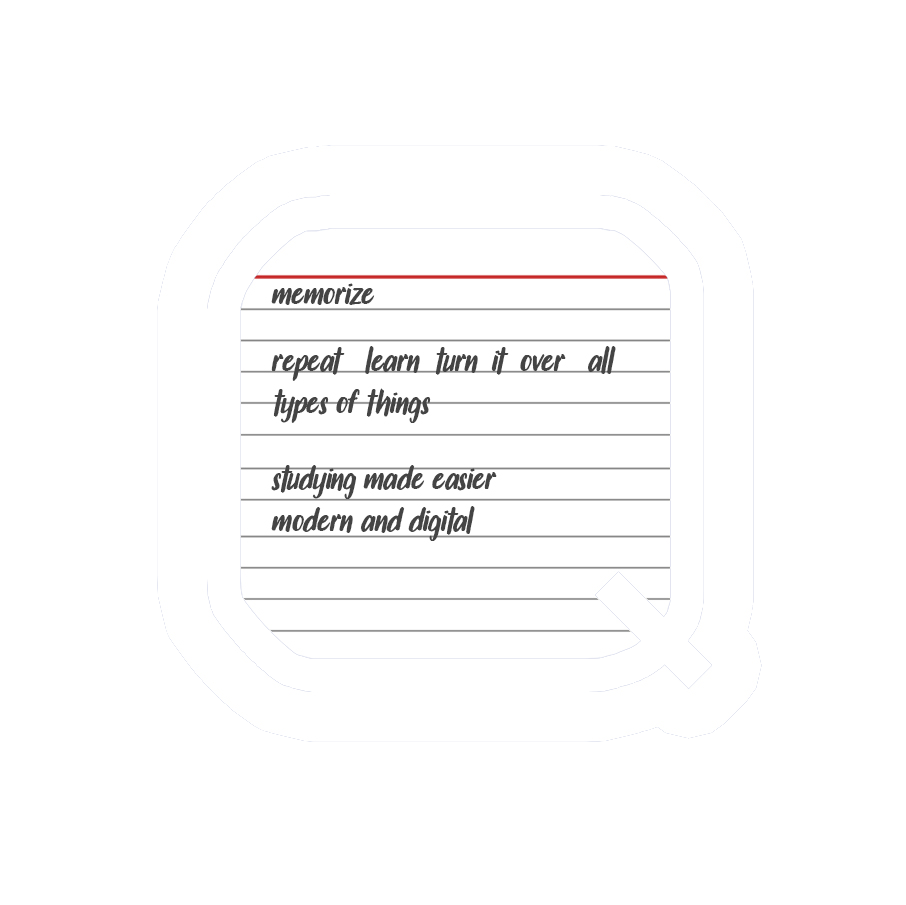 memorize
repeat learn turn it over all
types of things
studying made easier
modern and digital